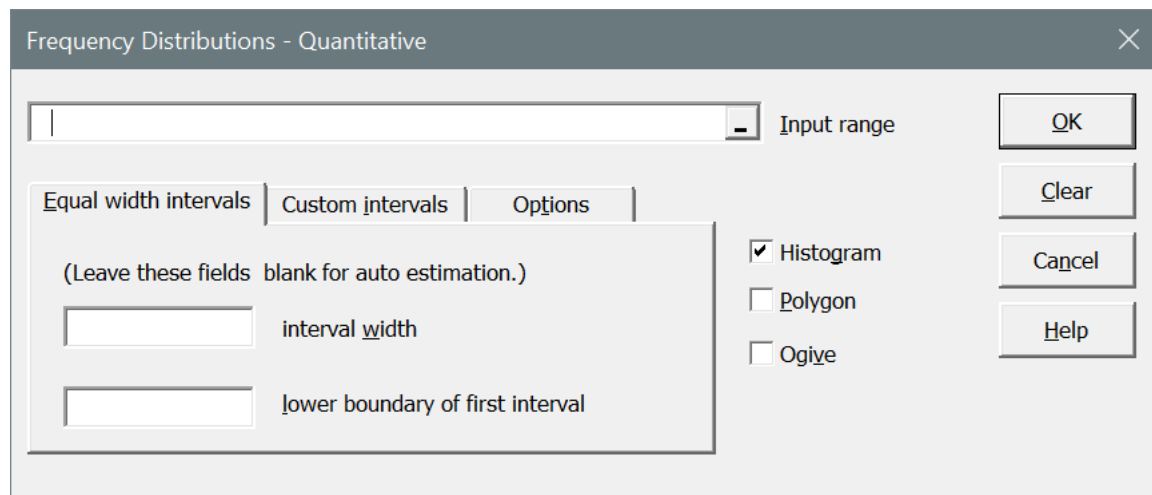 Frequency Distributions - Quantitative
Input range
OK
Equal width intervals
Custom intervals
Options
Clear
(Leave these fields blank for auto estimation.)
Histogram
Cancel
interval width
Polygon
Help
Ogive
lower boundary of first interval